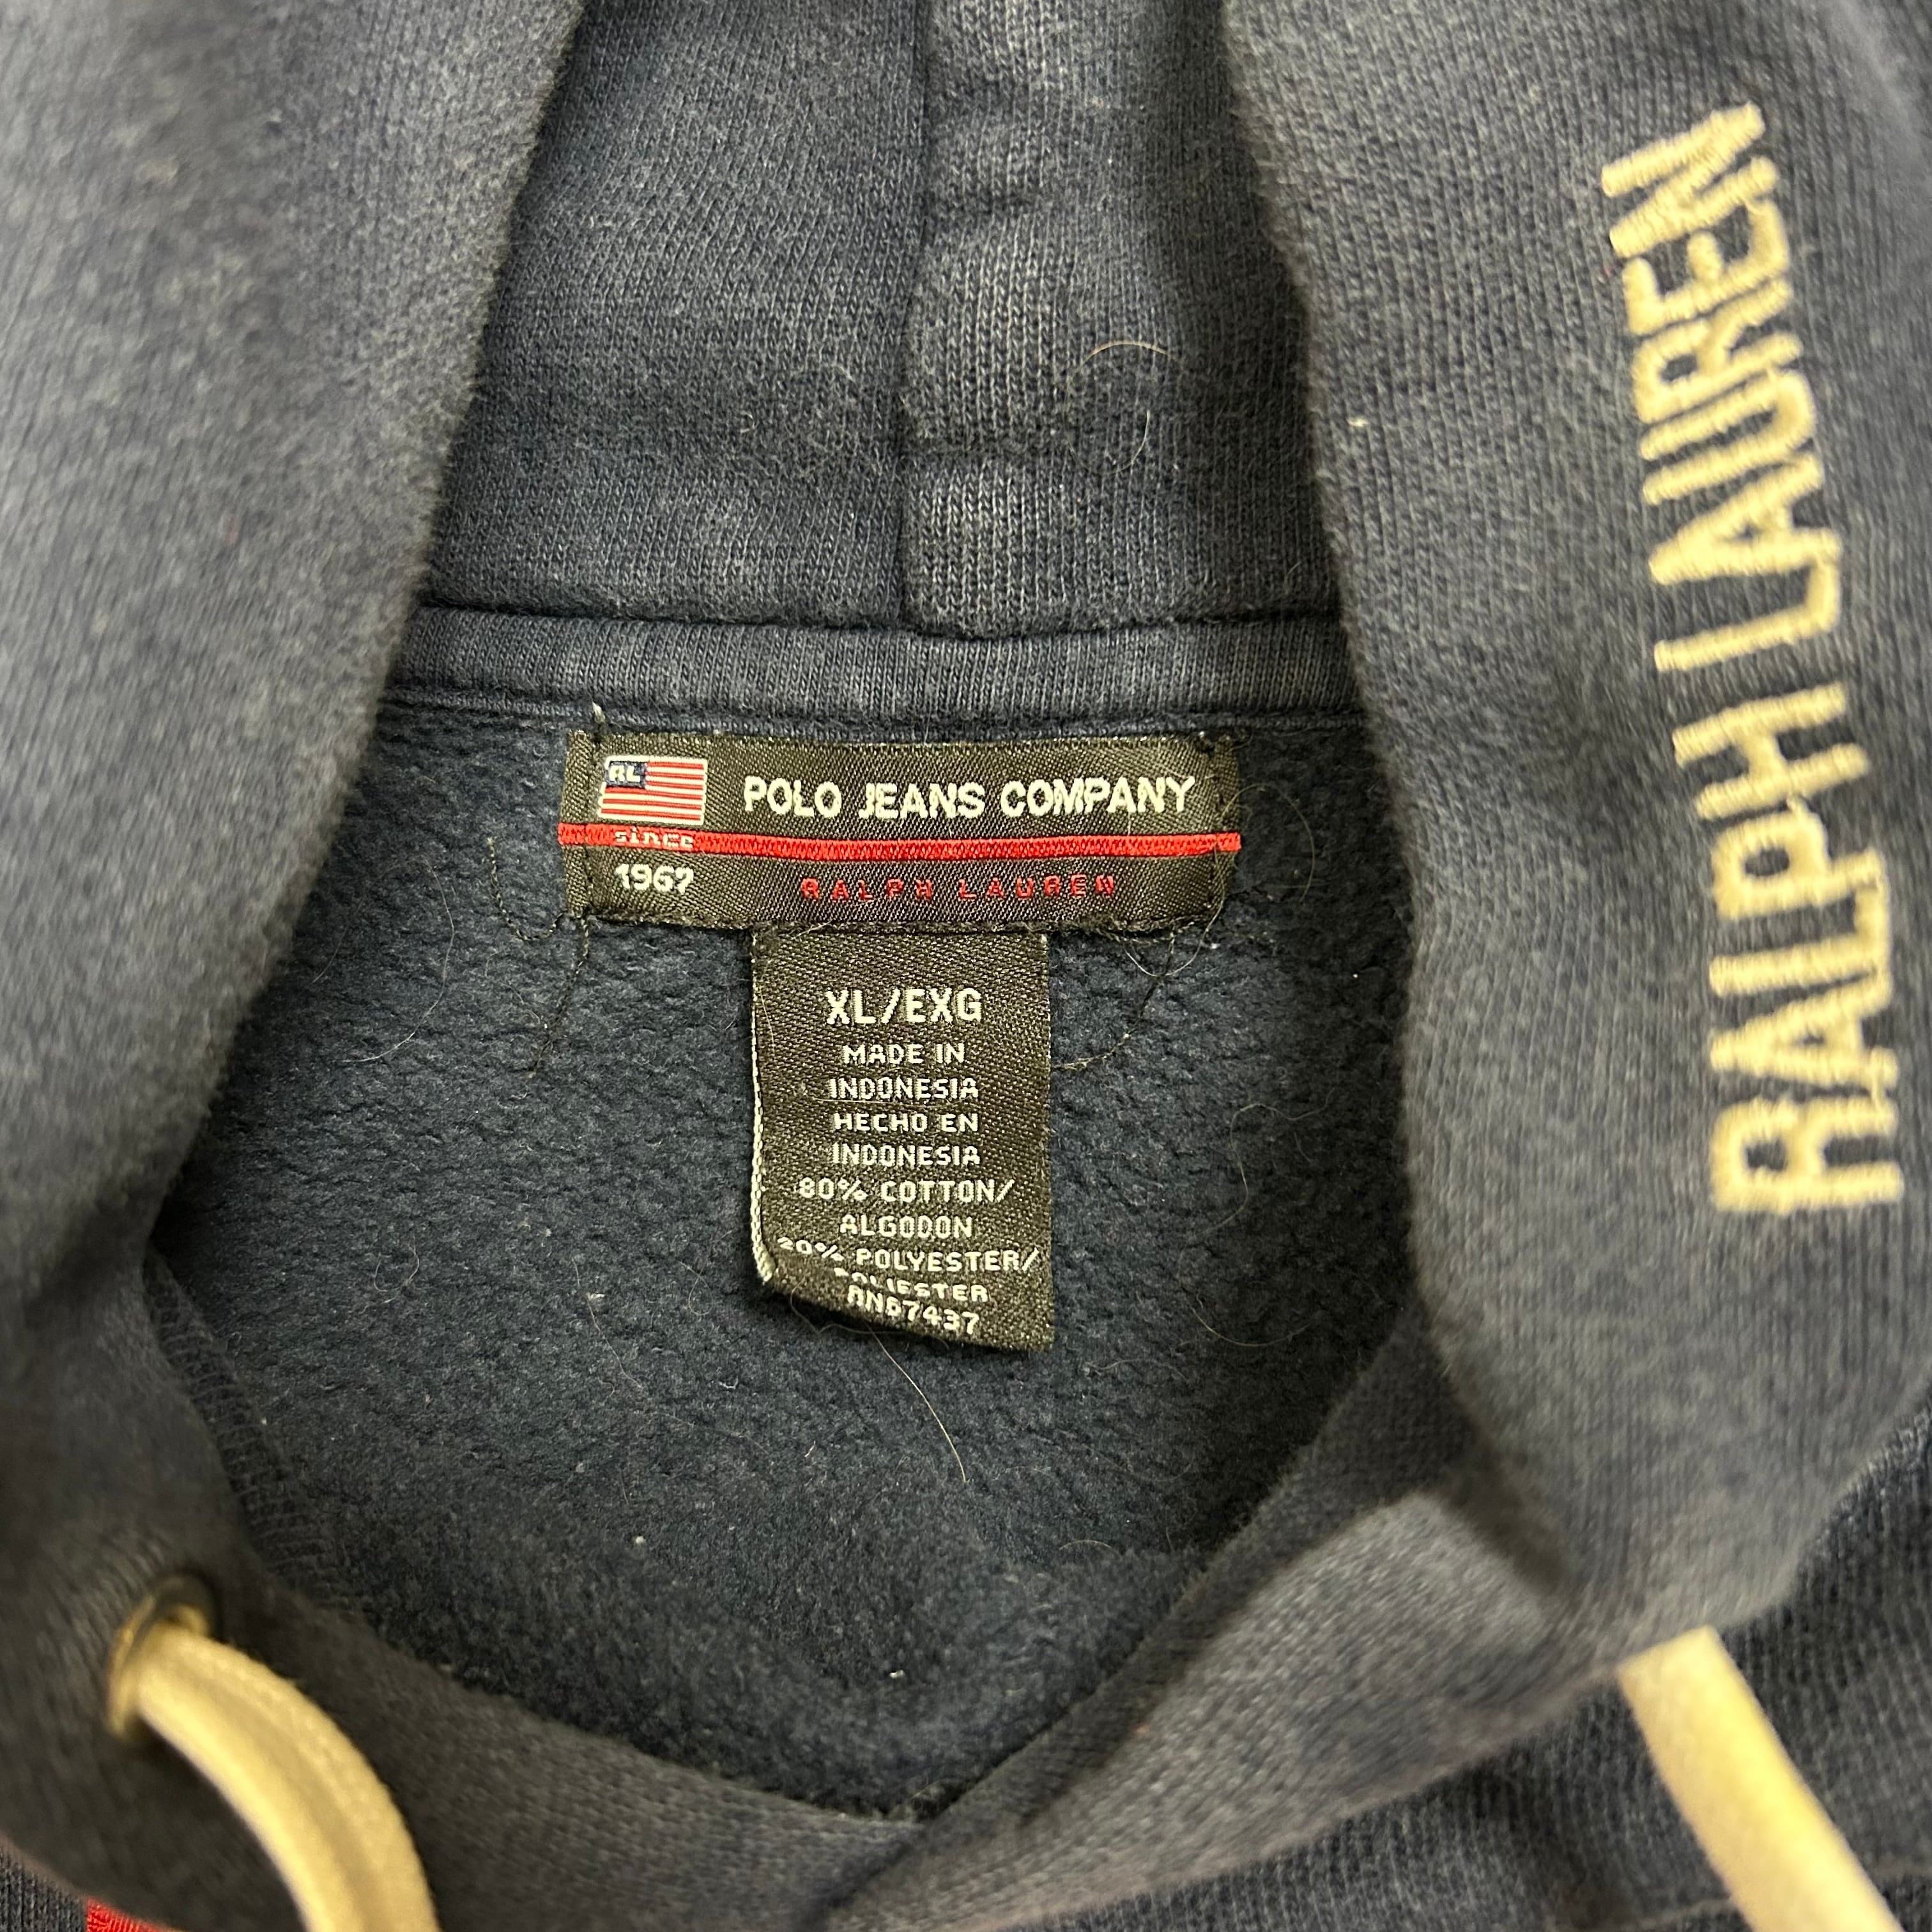 RL
POLO JEANS COMPANY
SINCE
1967
RALPH LAUREN
XL/EXG
MADE IN
INDONESIA
HECHO EN
INDONESIA
80% COTTON/
ALGODON
20% POLYESTER/
POLIESTER
RN67437
RALPH LAUREN